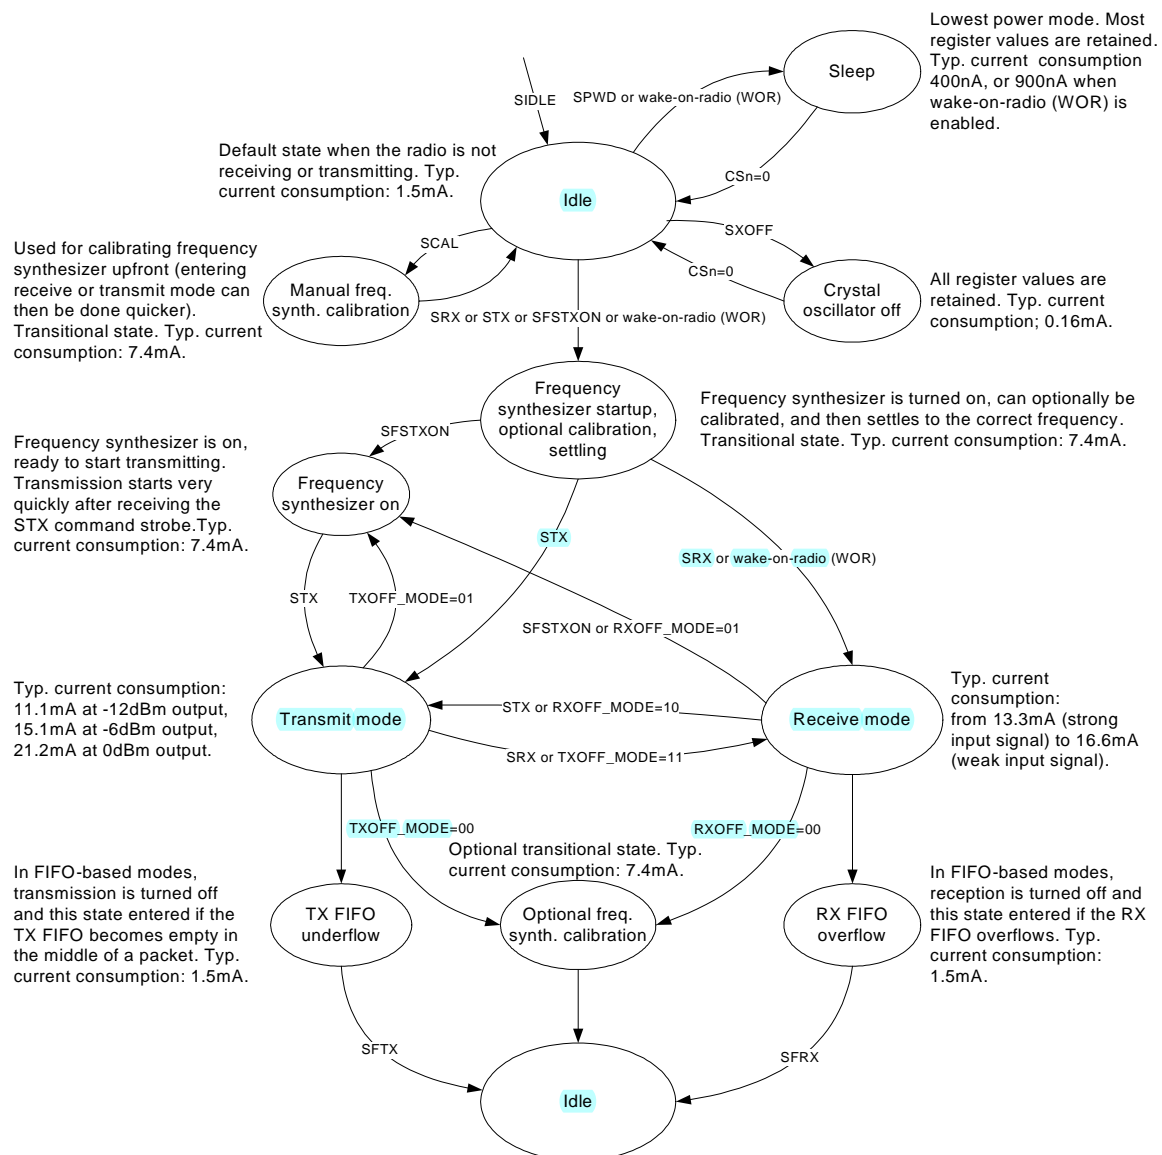 Lowest power mode. Most
register values are retained.
Typ. current consumption
400nA, or 900nA when
wake-on-radio (WOR) is
enabled.
Sleep
SIDLE
SPWD or wake-on-radio (WOR)
Default state when the radio is not
receiving or transmitting. Typ.
current consumption: 1.5mA.
CSn=0
Idle
SXOFF
Used for calibrating frequency
synthesizer upfront (entering
receive or transmit mode can
then be done quicker).
Transitional state. Typ. current
consumption: 7.4mA.
SCAL
CSn=0
Manual freq.
synth. calibration
Crystal
oscillator off
All register values are
retained. Typ. current
consumption; 0.16mA.
SRX or STX or SFSTXON or wake-on-radio (WOR)
Frequency
synthesizer startup,
optional calibration,
settling
Frequency synthesizer is turned on, can optionally be
calibrated, and then settles to the correct frequency.
Transitional state. Typ. current consumption: 7.4mA.
SFSTXON
Frequency synthesizer is on,
ready to start transmitting.
Transmission starts very
quickly after receiving the
STX command strobe.Typ.
current consumption: 7.4mA.
Frequency
synthesizer on
STX
SRX or wake-on-radio (WOR)
STX
TXOFF_MODE=01
SFSTXON or RXOFF_MODE=01
Typ. current consumption:
11.1mA at -12dBm output,
15.1mA at -6dBm output,
21.2mA at 0dBm output.
Transmit mode
STX or RXOFF_MODE=10
SRX or TXOFF_MODE=11
Receive mode
Typ. current
consumption:
from 13.3mA (strong
input signal) to 16.6mA
(weak input signal).
TXOFF_MODE=00
RXOFF_MODE=00
Optional transitional state. Typ.
current consumption: 7.4mA.
In FIFO-based modes,
transmission is turned off
and this state entered if the
TX FIFO becomes empty in
the middle of a packet. Typ.
current consumption: 1.5mA.
TX FIFO
underflow
Optional freq.
synth. calibration
RX FIFO
overflow
In FIFO-based modes,
reception is turned off and
this state entered if the RX
FIFO overflows. Typ.
current consumption:
1.5mA.
SFTX
SFRX
Idle